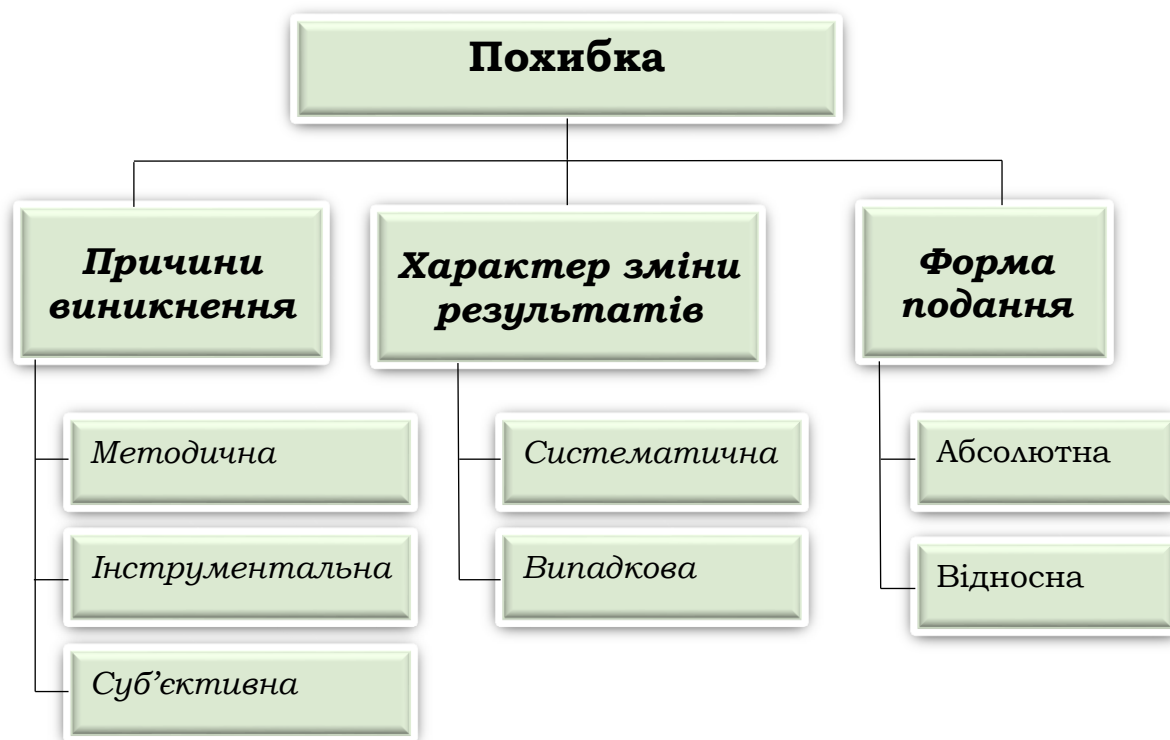 Похибка
Причини
виникнення
Методична
Інструментальна
Суб’єктивна
Характер зміни
результатів
Систематична
Випадкова
Форма
подання
Абсолютна
Відносна